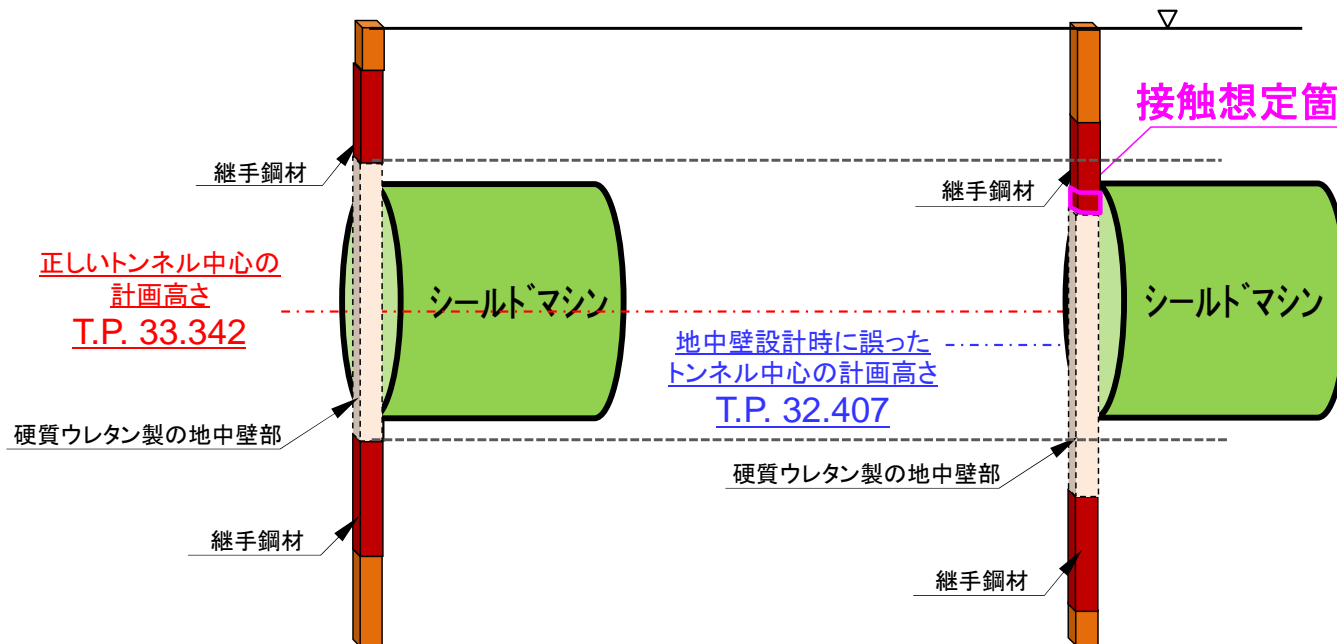 接触想定箇
継手鋼材
継手鋼材
正しいトンネル中心の
計画高さ
T.P. 33.342
シールドマシン
シールドマシン
地中壁設計時に誤った
トンネル中心の計画高さ
T.P. 32.407
硬質ウレタン製の地中壁部
硬質ウレタン製の地中壁部
継手鋼材
継手鋼材